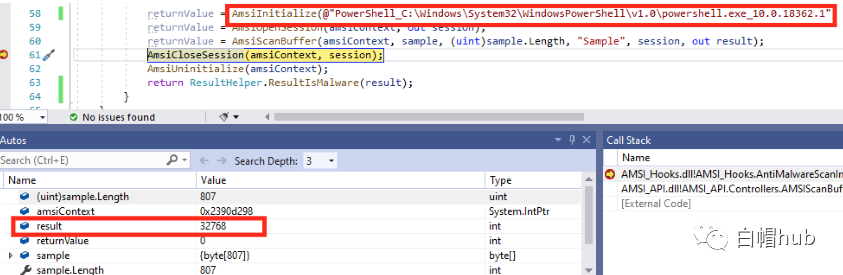 58 returnValue = AmsiInitialize(@"PowerShell_C:\Windows\System32\WindowsPowerShell\v1.0\powershell.exe_10.0.18362.1"
59 returnValue = AmsiOpenSession(amsiContext, out session);
60 returnValue = AmsiScanBuffer(amsiContext, sample, (uint)sample.Length, "Sample", session, out result);
61 AmsiCloseSession(amsiContext, session);
62 AmsiUninitialize(amsiContext);
63 return ResultHelper.ResultIsMalware(result);
64 }
100 % No issues found
Autos
Call Stack
Search (Ctrl+E) Search Depth: 3
Name
Name Value Type
AMSI_Hooks.dll!AMSI_Hooks.AntiMalwareScanIn
(uint)sample.Length 807 uint
AMSI_API.dll!AMSI_API.Controllers.AMSIScanBuf
amsiContext 0x2390d298 System.IntPtr
[External Code]
result 32768 int
returnValue 0 int
sample {byte[807]} byte[]
sample.Length 807 int
白帽hub